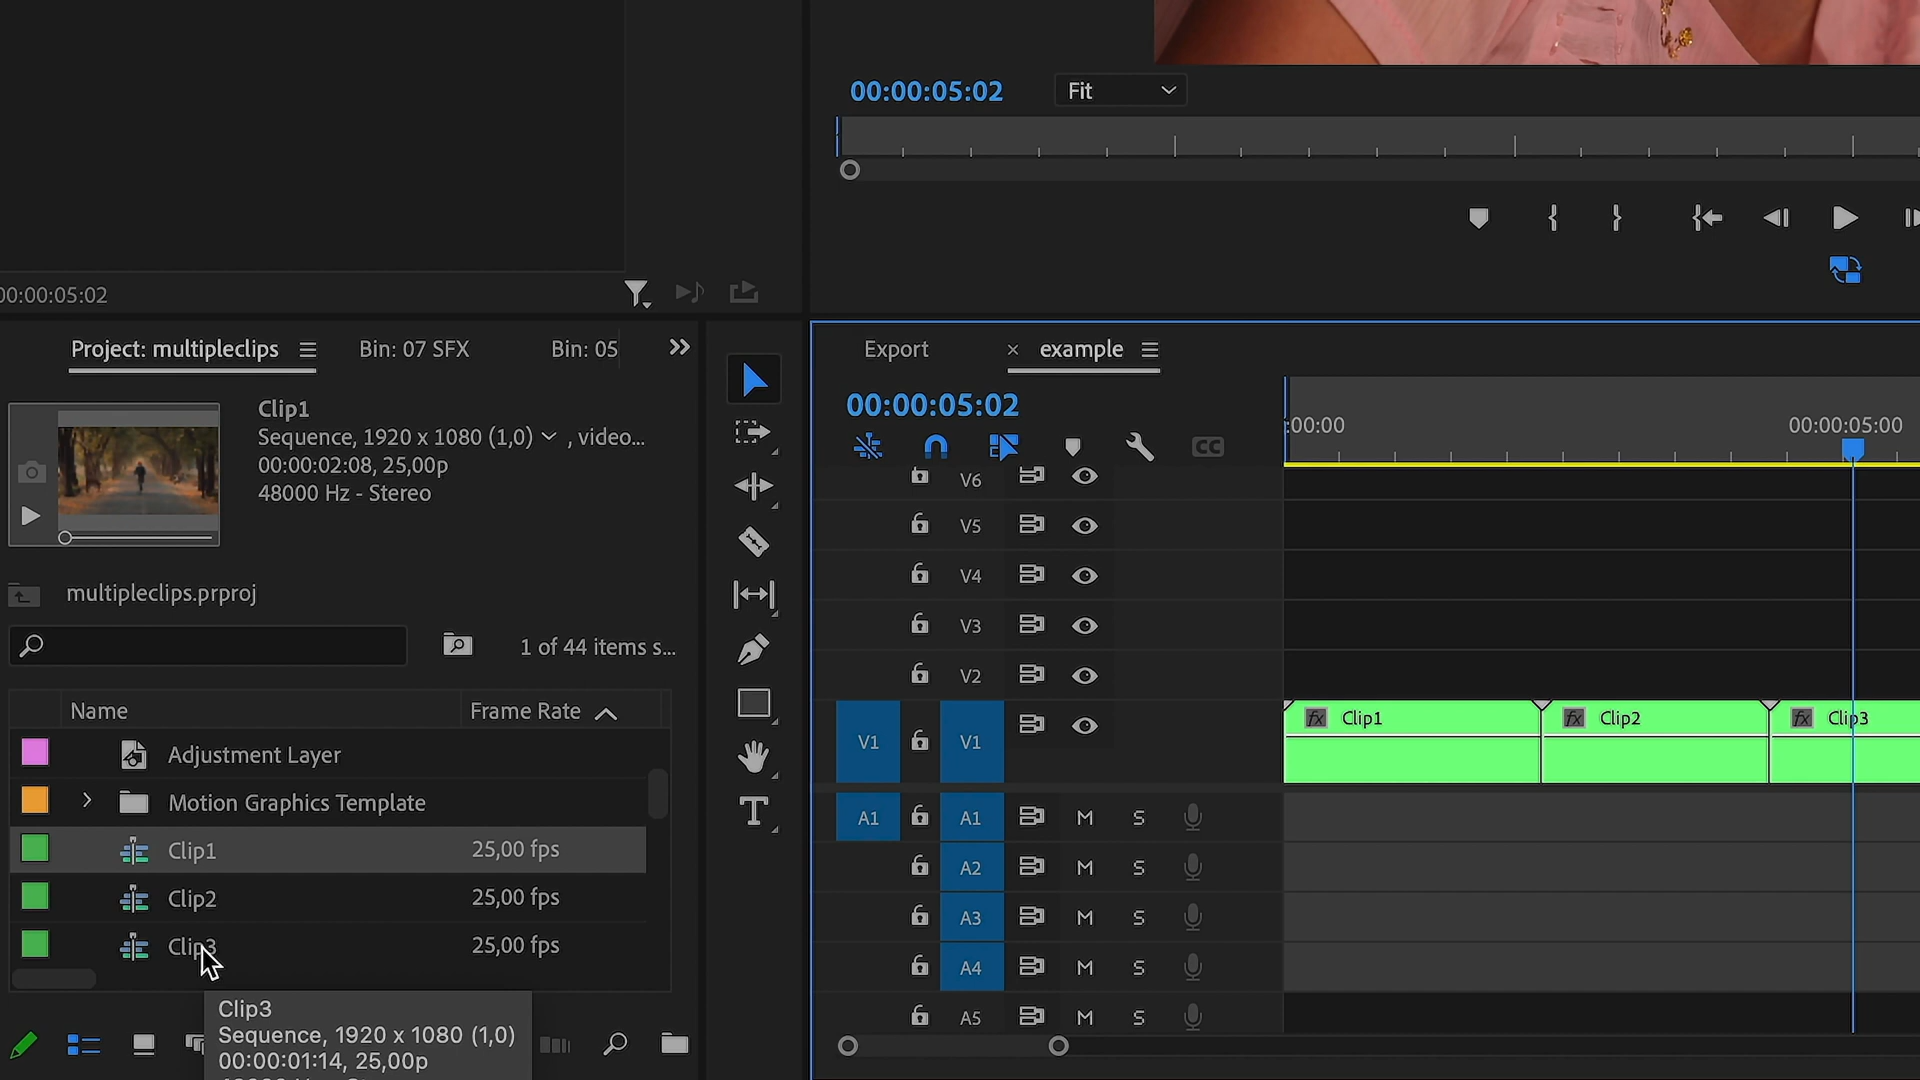 00:00:05:02
Fit
00:00:05:02
Project: multipleclips
Bin: 07 SFX
Bin: 05
Export
× example
Clip1
Sequence, 1920 x 1080 (1,0) , video...
00:00:02:08, 25,00p
48000 Hz - Stereo
00:00:05:02
:00:00
00:00:05:00
CC
multipleclips.prproj
1 of 44 items s...
Name
Frame Rate
Adjustment Layer
Motion Graphics Template
Clip1 25,00 fps
Clip2 25,00 fps
Clip3 25,00 fps
Clip3
Sequence, 1920 x 1080 (1,0)
00:00:01:14, 25,00p
T
V6
V5
V4
V3
V2
V1 V1
fx Clip1
fx Clip2
fx Clip3
A1 A1 M S
A2 M S
A3 M S
A4 M S
A5 M S